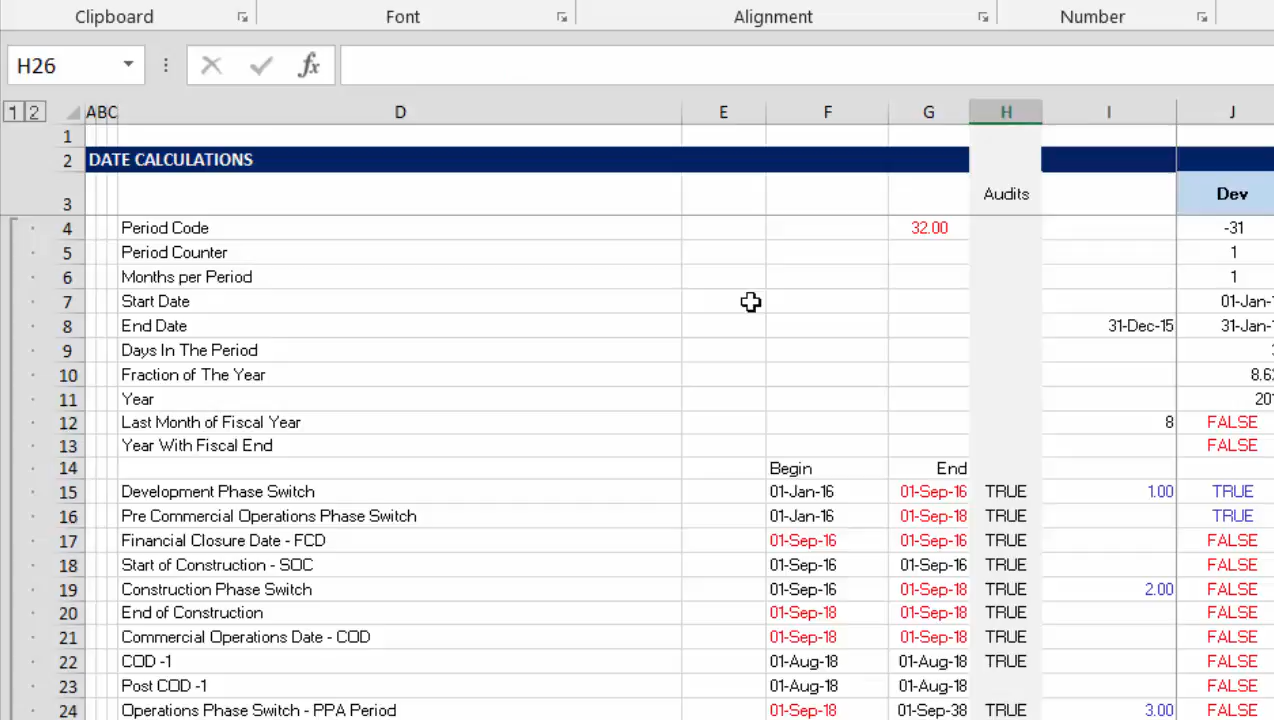 Clipboard Font Alignment Number
H26 fx
1 2 A B C D E F G H I J
1
2 DATE CALCULATIONS
3 Audits Dev
4 Period Code 32.00 -31
5 Period Counter 1
6 Months per Period 1
7 Start Date 01-Jan-
8 End Date 31-Dec-15 31-Jan-
9 Days In The Period
10 Fraction of The Year 8.6
11 Year 201
12 Last Month of Fiscal Year 8 FALSE
13 Year With Fiscal End FALSE
14 Begin End
15 Development Phase Switch 01-Jan-16 01-Sep-16 TRUE 1.00 TRUE
16 Pre Commercial Operations Phase Switch 01-Jan-16 01-Sep-18 TRUE TRUE
17 Financial Closure Date - FCD 01-Sep-16 01-Sep-16 TRUE FALSE
18 Start of Construction - SOC 01-Sep-16 01-Sep-16 TRUE FALSE
19 Construction Phase Switch 01-Sep-16 01-Sep-18 TRUE 2.00 FALSE
20 End of Construction 01-Sep-18 01-Sep-18 TRUE FALSE
21 Commercial Operations Date - COD 01-Sep-18 01-Sep-18 TRUE FALSE
22 COD -1 01-Aug-18 01-Aug-18 TRUE FALSE
23 Post COD -1 01-Aug-18 01-Aug-18 FALSE
24 Operations Phase Switch - PPA Period 01-Sep-18 01-Sep-38 TRUE 3.00 FALSE